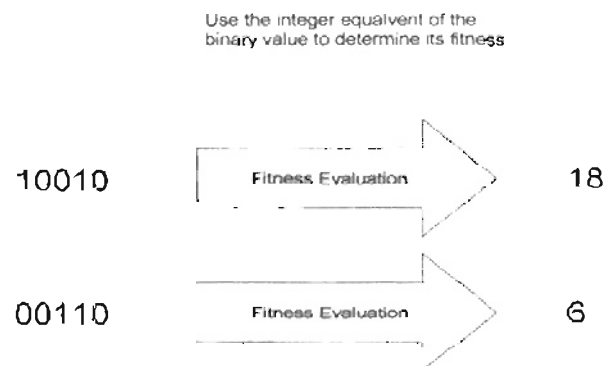 Use the integer equalvent of the
binary value to determine its fitness
10010
Fitness Evaluation
18
00110
Fitness Evaluation
6